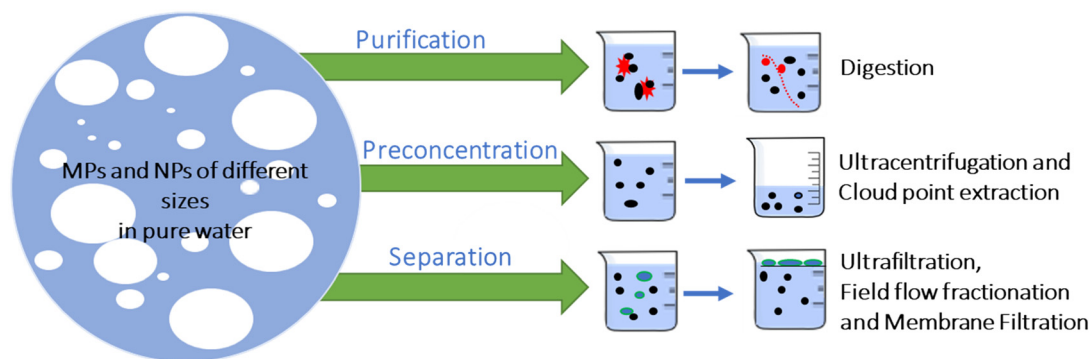 Purification
Digestion
Preconcentration
MPs and NPs of different
sizes
in pure water
Ultracentrifugation and
Cloud point extraction
Separation
Ultrafiltration,
Field flow fractionation
and Membrane Filtration